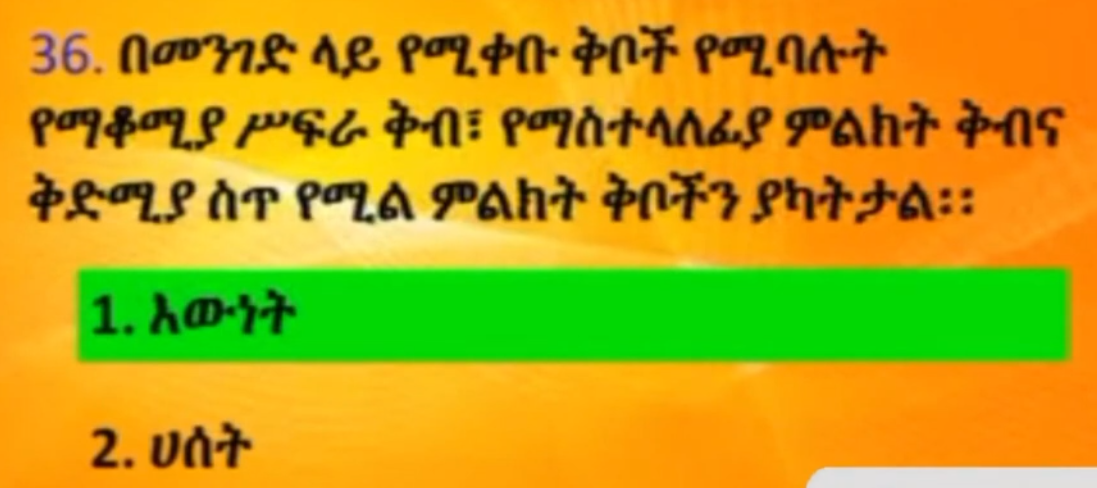 36. በመንገድ ላይ የሚቀቡ ቅቦች የሚባሉት
የማቆሚያ ሥፍራ ቅብ፣ የማስተላለፊያ ምልክት ቅብና
ቅድሚያ ስጥ የሚል ምልክት ቅቦችን ያካትታል፡፡
1. እውነት
2. ሀሰት